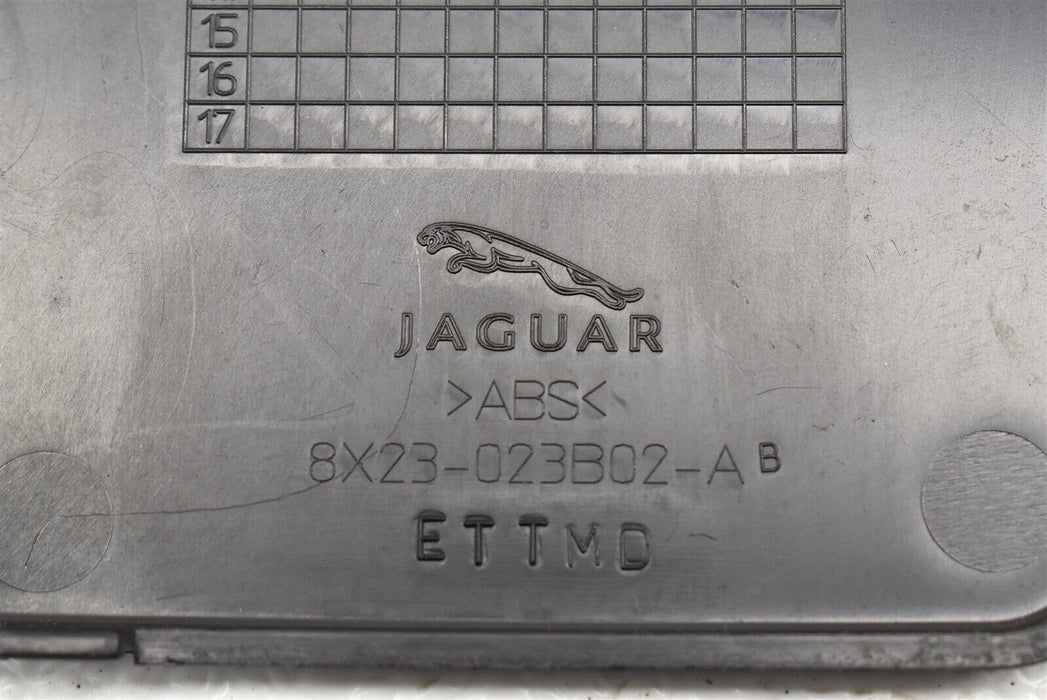 15
16
17
JAGUAR
>ABS<
8X23-023B02-AB
ETTMD